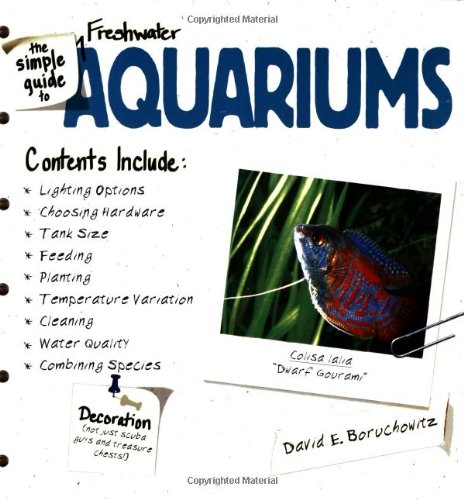 Copyrighted Material
the
simple
guide
to
Freshwater
AQUARIUMS
Contents Include:
* Lighting Options
* Choosing Hardware
* Tank Size
* Feeding
* Planting
* Temperature Variation
* Cleaning
* Water Quality
* Combining Species
Colisa lalia
"Dwarf Gourami"
Decoration
(not just scuba
guys and treasure
chests!)
David E. Boruchowitz
Copyrighted Material